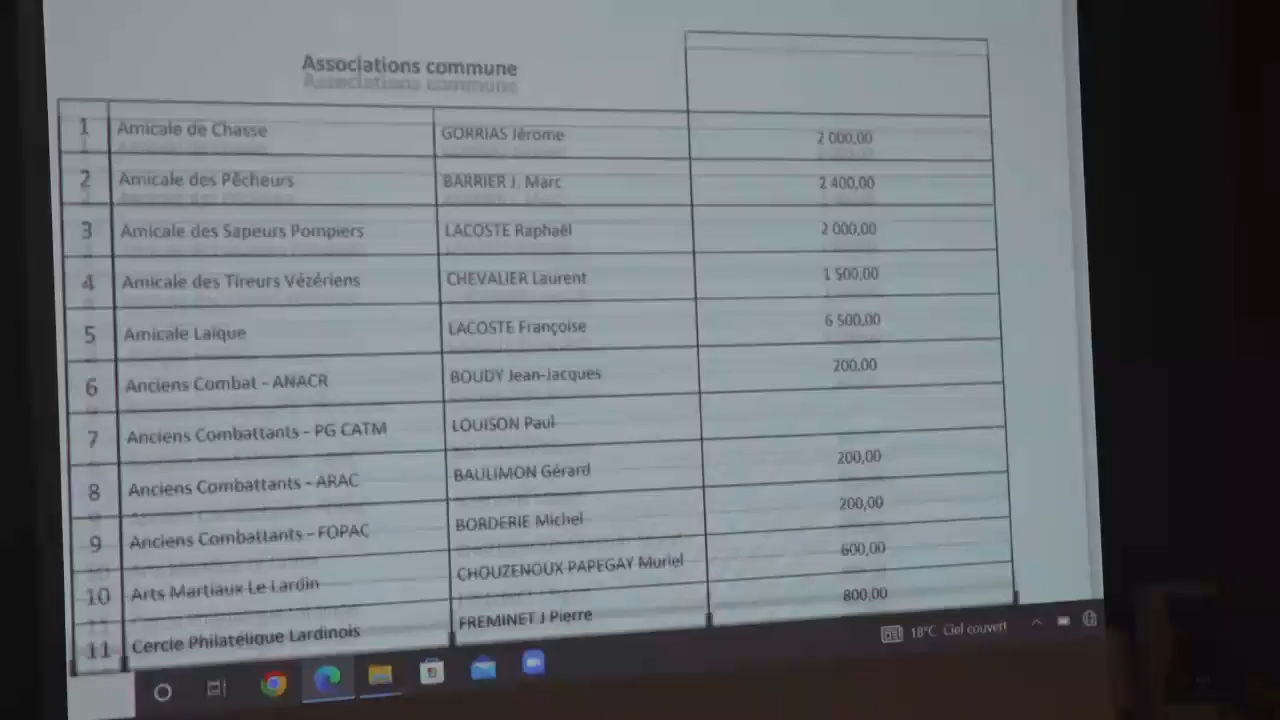 Associations commune
1 Amicale de Chasse GORRIAS Jérome 2 000,00
2 Amicale des Pêcheurs BARRIER J. Marc 2 400,00
3 Amicale des Sapeurs Pompiers LACOSTE Raphaël 2 000,00
4 Amicale des Tireurs Vézériens CHEVALIER Laurent 1 500,00
5 Amicale Laique LACOSTE Françoise 6 500,00
6 Anciens Combat - ANACR BOUDY Jean-Jacques 200,00
7 Anciens Combattants - PG CATM LOUISON Paul
8 Anciens Combattants - ARAC BAULIMON Gérard 200,00
9 Anciens Combattants - FOPAC BORDERIE Michel 200,00
10 Arts Martiaux Le Lardin CHOUZENOUX PAPEGAY Muriel 600,00
11 Cercle Philatélique Lardinois FREMINET J Pierre 800,00
18°C Ciel couvert